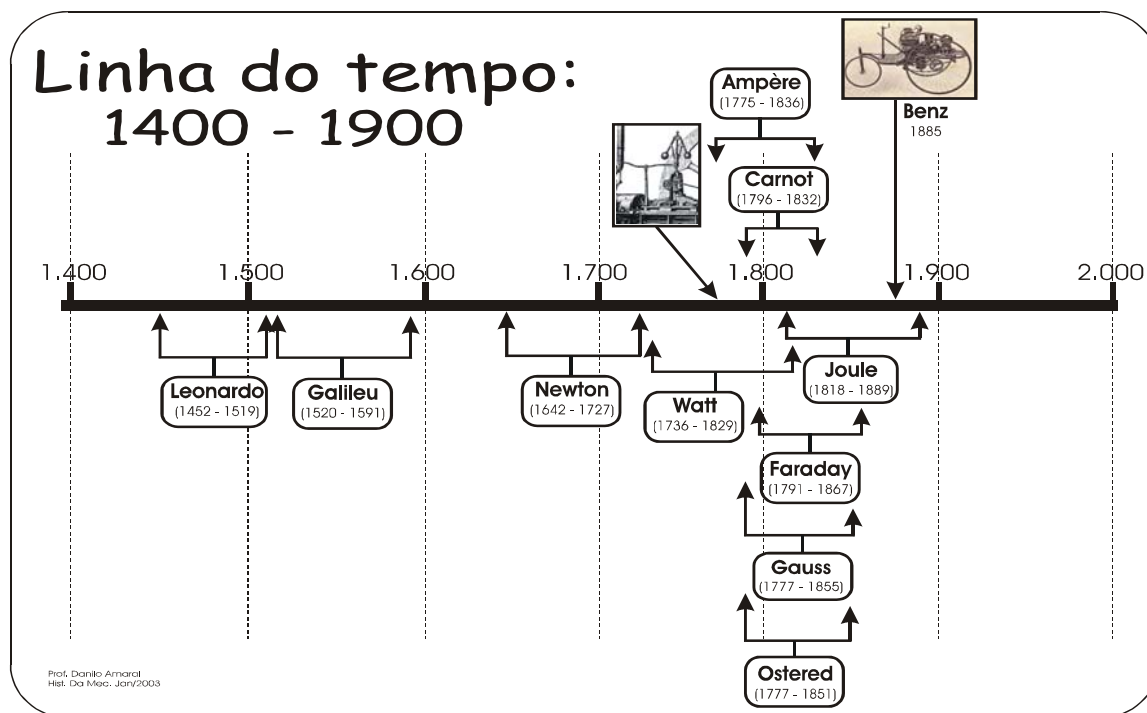 Linha do tempo:
1400 - 1900
Ampère
(1775 - 1836)
Benz
1885
Carnot
(1796 - 1832)
1.400
1.500
1.600
1.700
1.800
1.900
2.000
Leonardo
(1452 - 1519)
Galileu
(1520 - 1591)
Newton
(1642 - 1727)
Watt
(1736 - 1829)
Joule
(1818 - 1889)
Faraday
(1791 - 1867)
Gauss
(1777 - 1855)
Ostered
(1777 - 1851)
Prof. Danilo Amaral
Hist. Da Mec. Jan/2003